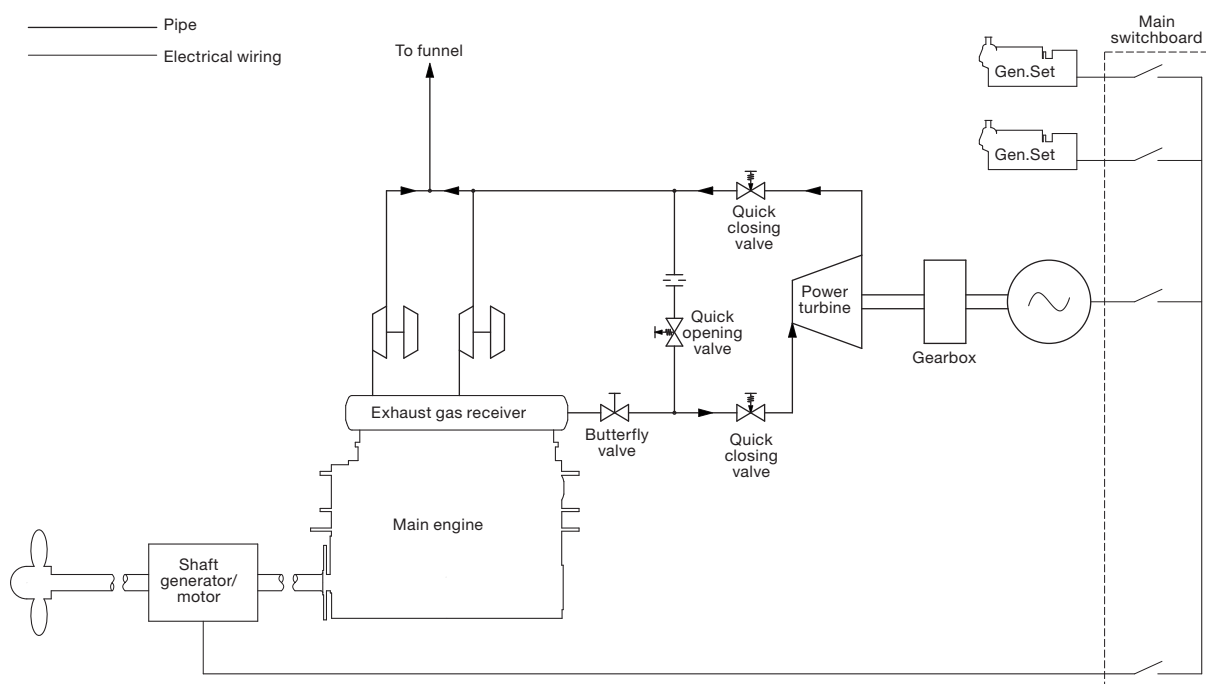 Pipe
Electrical wiring
To funnel
Main
switchboard
Gen.Set
Gen.Set
Quick
closing
valve
Power
turbine
Quick
opening
valve
Gearbox
Exhaust gas receiver
Butterfly
valve
Quick
closing
valve
Main engine
Shaft
generator/
motor